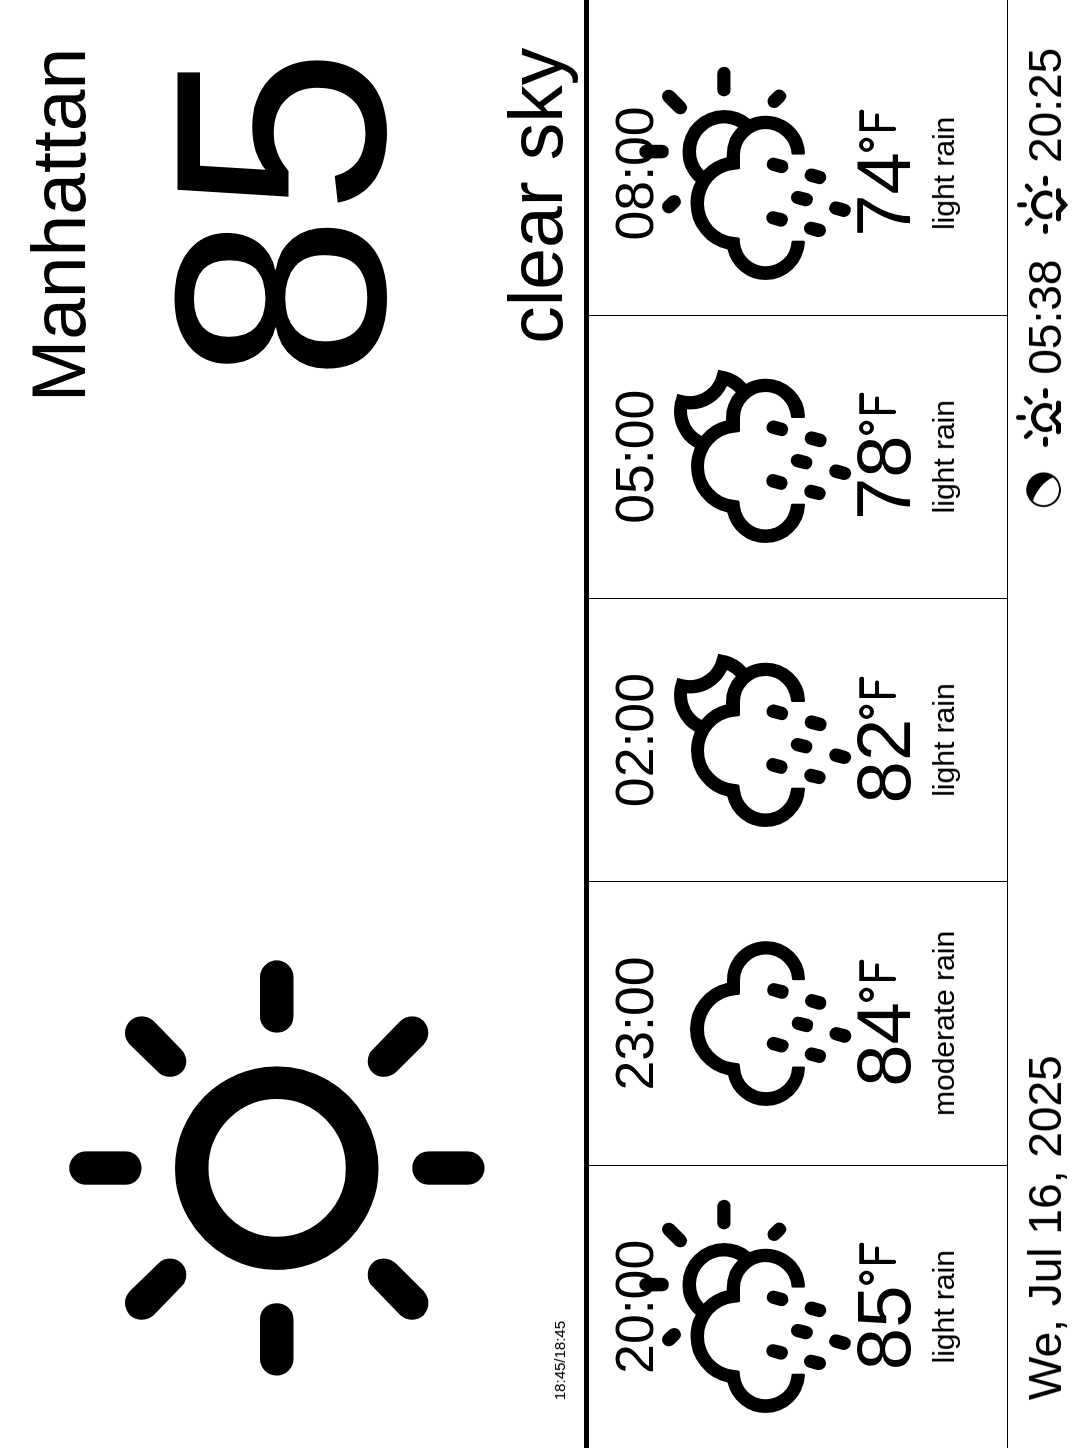 Manhattan
85
clear sky
18:45/18:45
20:00 23:00 02:00 05:00 08:00
85°F 84°F 82°F 78°F 74°F
light rain moderate rain light rain light rain light rain
We, Jul 16, 2025 05:38 20:25